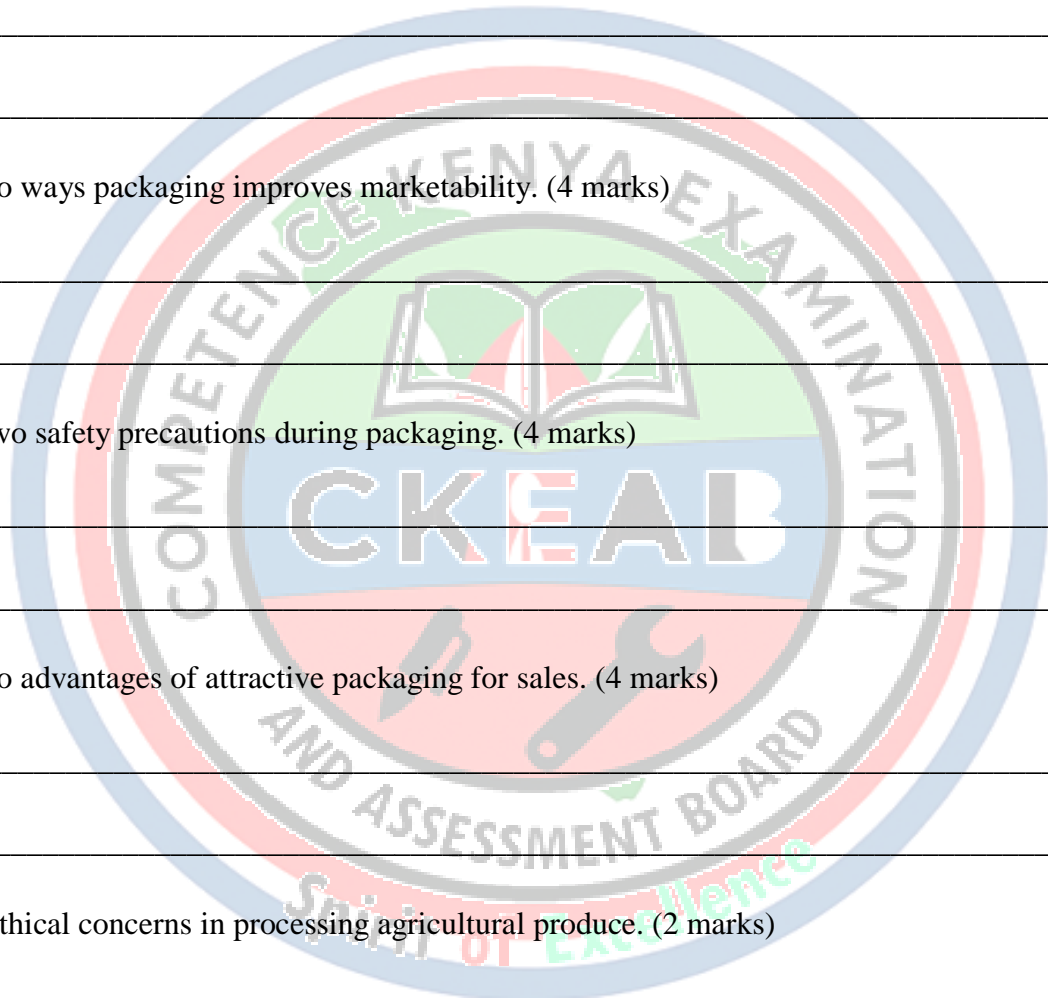 o ways packaging improves marketability. (4 marks)
wo safety precautions during packaging. (4 marks)
o advantages of attractive packaging for sales. (4 marks)
thical concerns in processing agricultural produce. (2 marks)
COMPETENCE KENYA EXAMINATION
CKEAB
AND ASSESSMENT BOARD
Spirit of Excellence